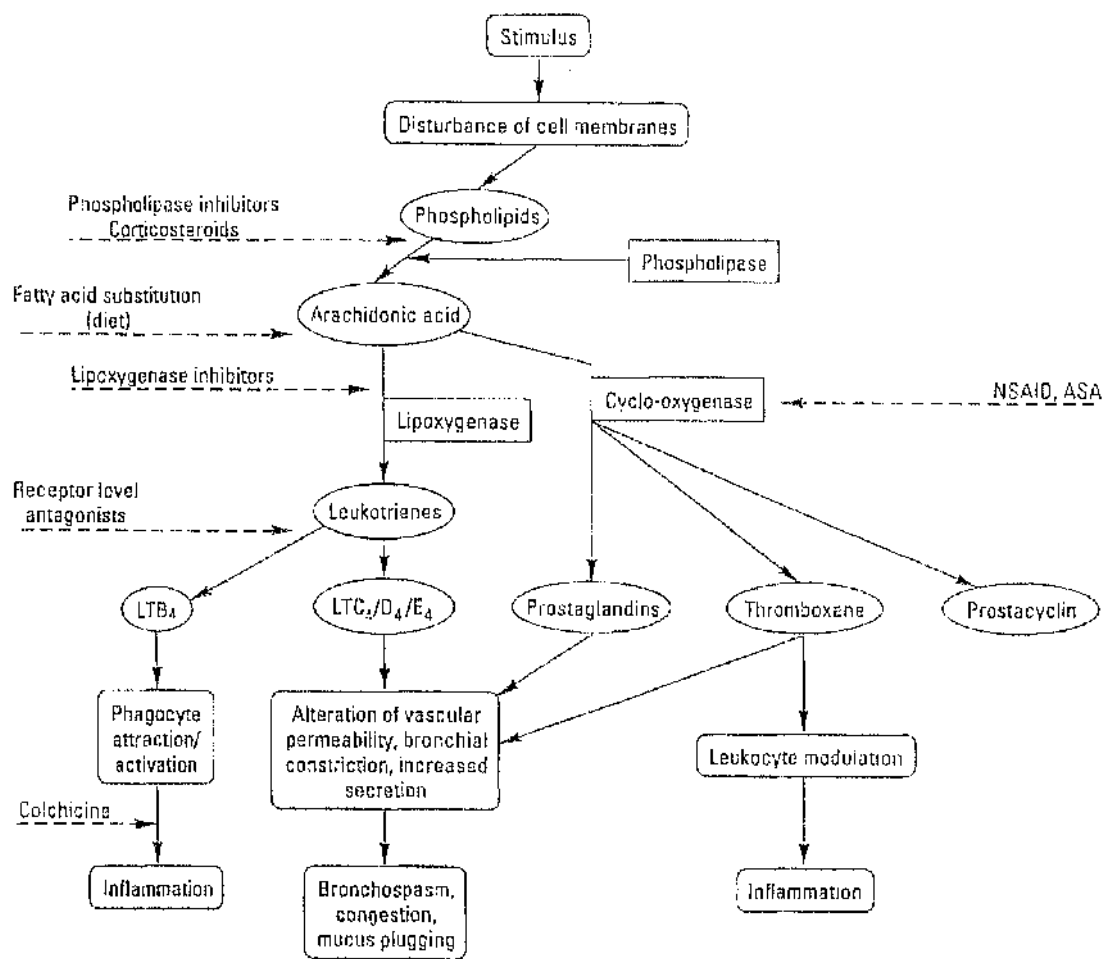 Stimulus
Disturbance of cell membranes
Phospholipase inhibitors
Corticosteroids
Phospholipids
Phospholipase
Fatty acid substitution
(diet)
Arachidonic acid
Lipoxygenase inhibitors
Lipoxygenase
Cyclo-oxygenase
NSAID, ASA
Receptor level
antagonists
Leukotrienes
LTB₄
LTC₄/D₄/E₄
Prostaglandins
Thromboxane
Prostacyclin
Phagocyte
attraction/
activation
Alteration of vascular
permeability, bronchial
constriction, increased
secretion
Leukocyte modulation
Colchicine
Inflammation
Bronchospasm,
congestion,
mucus plugging
Inflammation